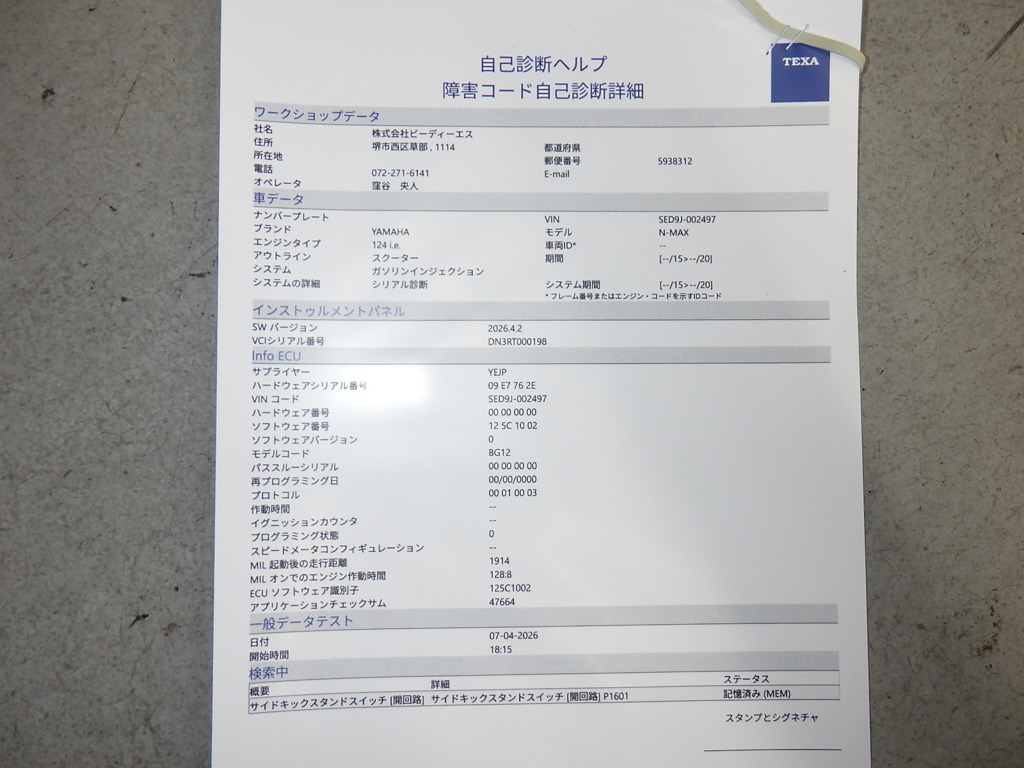 TEXA
自己診断ヘルプ
障害コード自己診断詳細
ワークショップデータ
社名 株式会社ピーディーエス
住所 堺市西区草部 , 1114 都道府県
所在地 郵便番号 5938312
電話 072-271-6141 E-mail
オペレータ 窪谷 央人
車データ
ナンバープレート VIN SED9J-002497
ブランド YAMAHA モデル N-MAX
エンジンタイプ 124 i.e. 車両ID* --
アウトライン スクーター 期間 [--/15>--/20]
システム ガソリンインジェクション
システムの詳細 シリアル診断 システム期間 [--/15>--/20]
* フレーム番号またはエンジン・コードを示すIDコード
インストゥルメントパネル
SW バージョン 2026.4.2
VCIシリアル番号 DN3RT000198
Info ECU
サプライヤー YEJP
ハードウェアシリアル番号 09 E7 76 2E
VIN コード SED9J-002497
ハードウェア番号 00 00 00 00
ソフトウェア番号 12 5C 10 02
ソフトウェアバージョン 0
モデルコード BG12
パススルーシリアル 00 00 00 00
再プログラミング日 00/00/0000
プロトコル 00 01 00 03
作動時間 --
イグニッションカウンタ --
プログラミング状態 0
スピードメータコンフィギュレーション --
MIL 起動後の走行距離 1914
MIL オンでのエンジン作動時間 128:8
ECU ソフトウェア識別子 125C1002
アプリケーションチェックサム 47664
一般データテスト
日付 07-04-2026
開始時間 18:15
検索中
概要 詳細 ステータス
サイドキックスタンドスイッチ [開回路] サイドキックスタンドスイッチ [開回路] P1601 記憶済み (MEM)
スタンプとシグネチャ